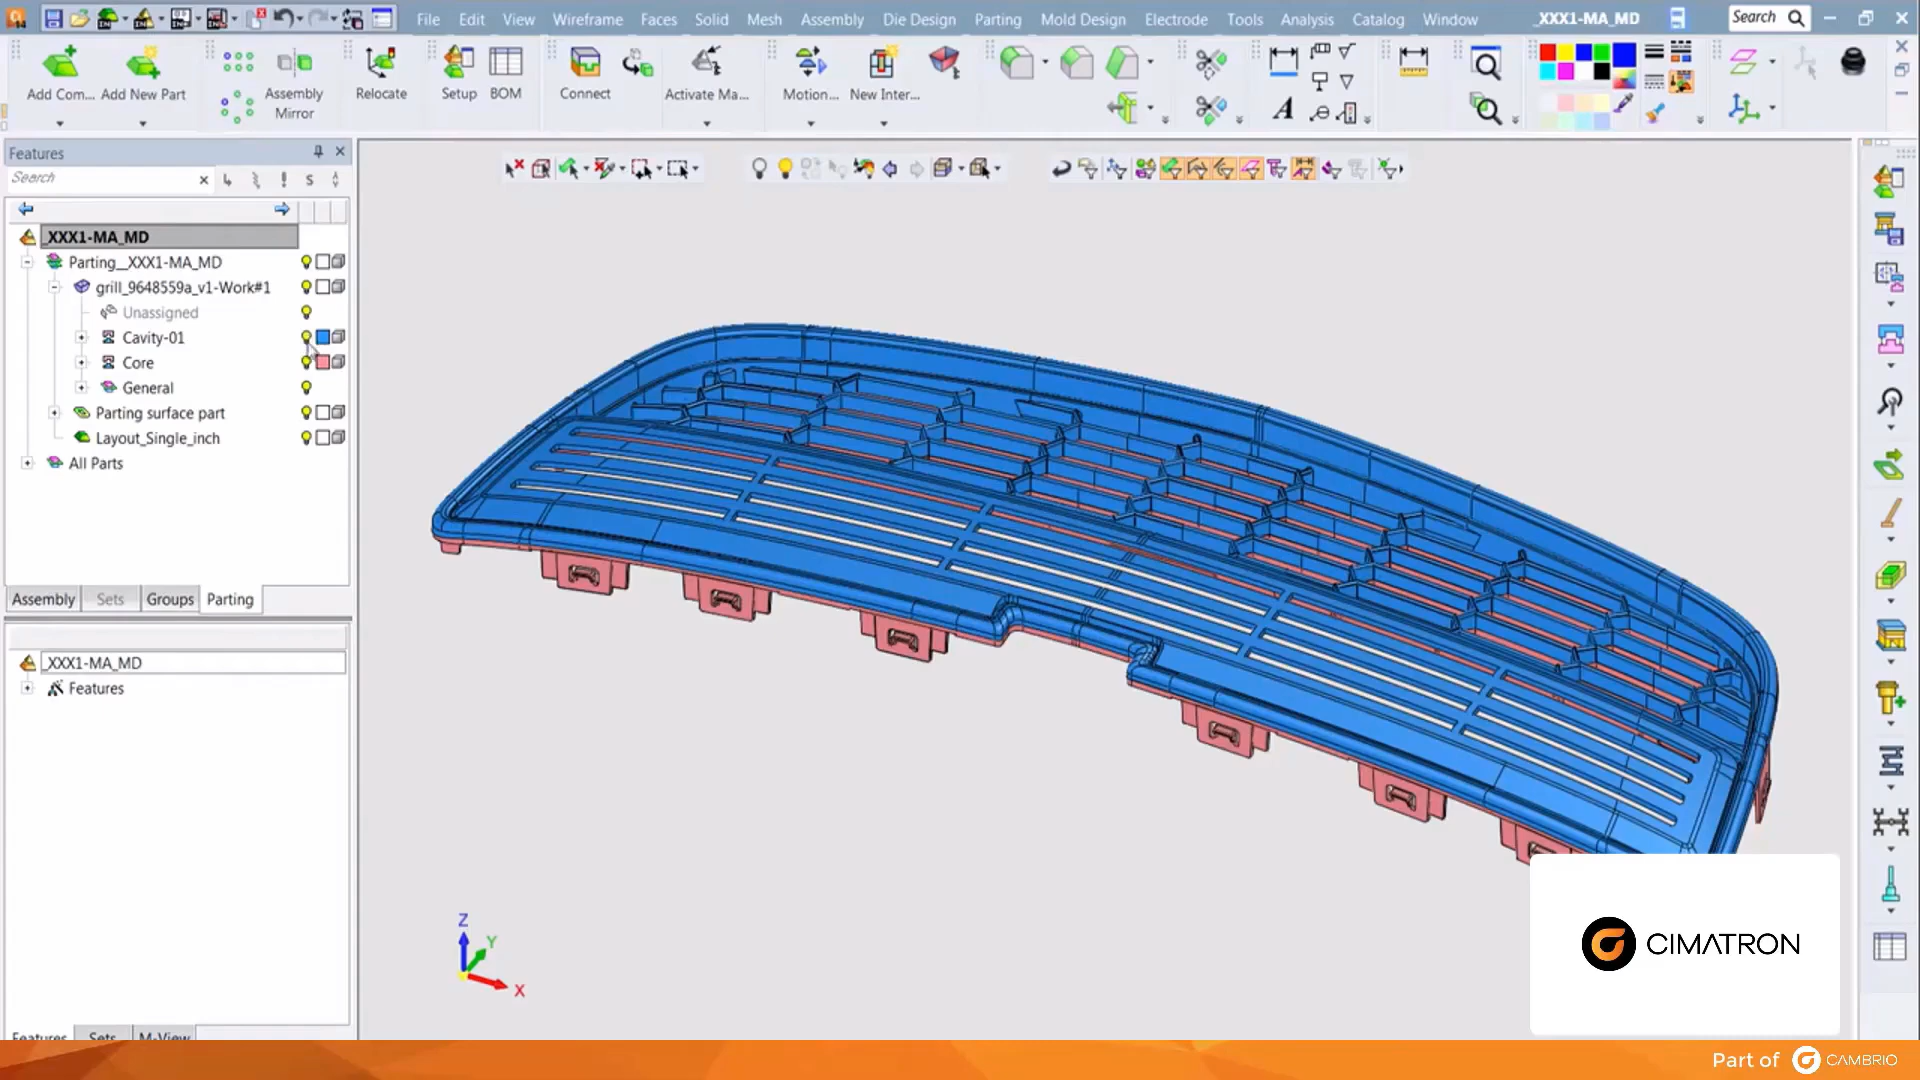 File Edit View Wireframe Faces Solid Mesh Assembly Die Design Parting Mold Design Electrode Tools Analysis Catalog Window _XXX1-MA_MD Search
Add Com... Add New Part Assembly Mirror Relocate Setup BOM Connect Activate Ma... Motion... New Inter... A
Features
Search
S
_XXX1-MA_MD
Parting__XXX1-MA_MD
grill_9648559a_v1-Work#1
Unassigned
Cavity-01
Core
General
Parting surface part
Layout_Single_inch
All Parts
Assembly Sets Groups Parting
_XXX1-MA_MD
Features
Features Sets M-View
Z
Y
X
CIMATRON
Part of CAMBRIO